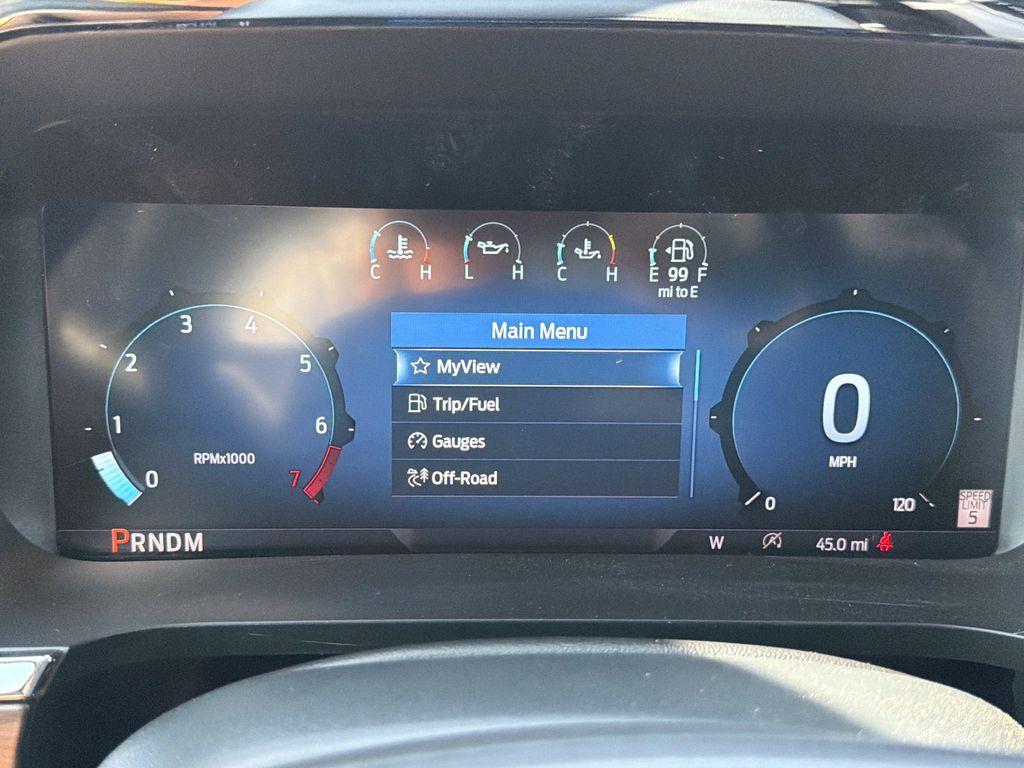 C H
L H
C H
E 99 F
mi to E
Main Menu
MyView
Trip/Fuel
Gauges
Off-Road
0 1 2 3 4 5 6 7
RPMx1000
0
MPH
0 120
SPEED
LIMIT
5
PRNDM
W
45.0 mi